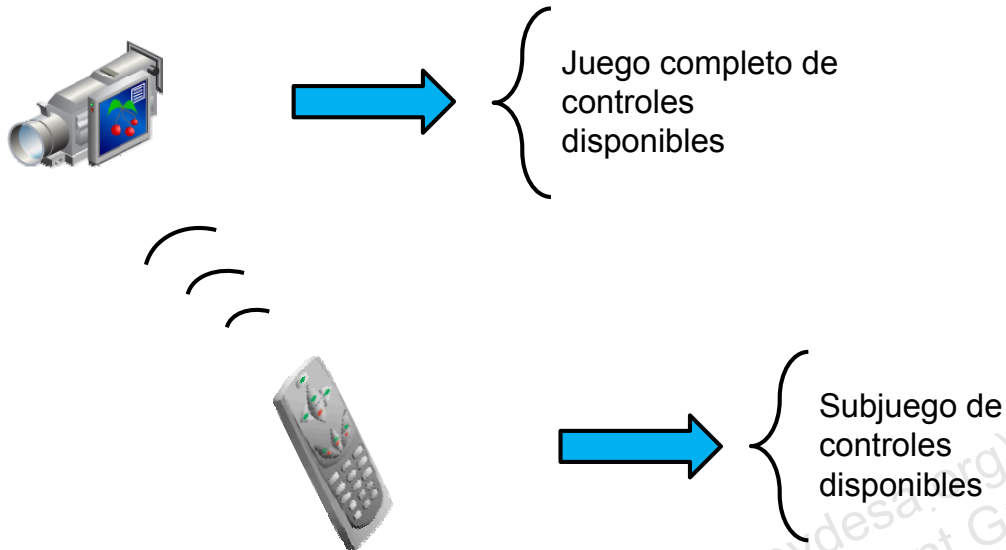 Juego completo de
controles
disponibles
Subjuego de
controles
disponibles